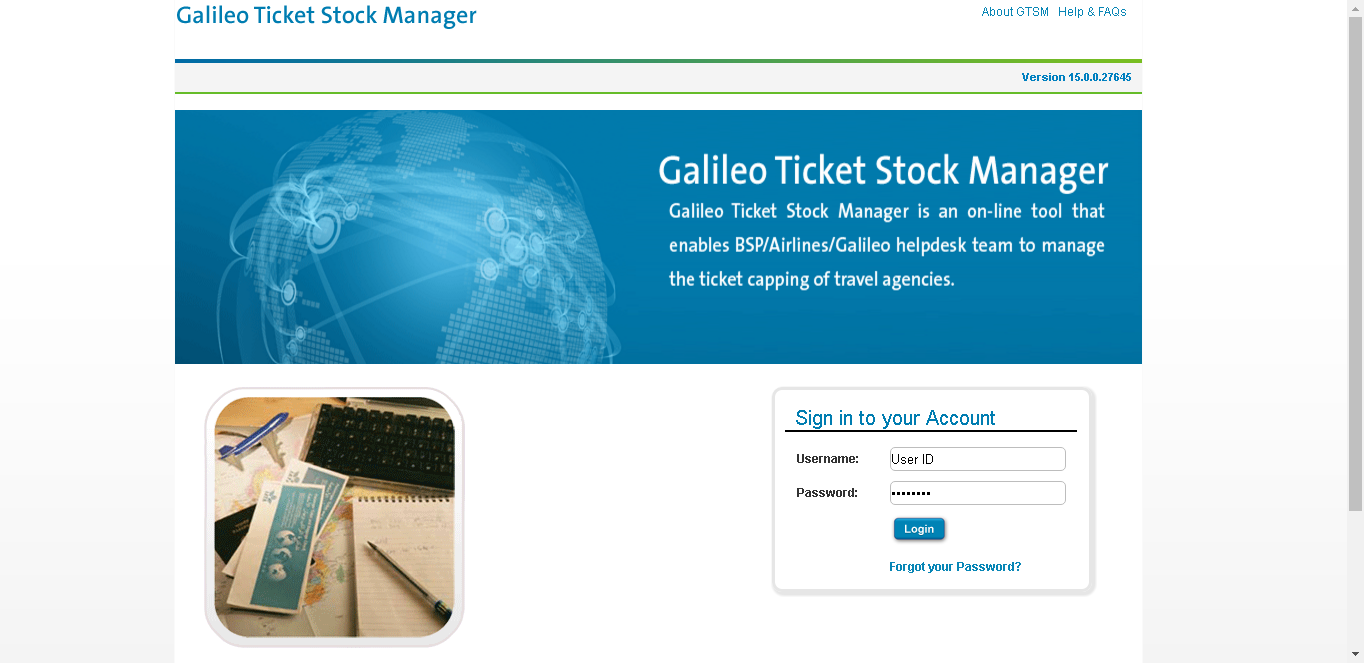 Galileo Ticket Stock Manager
About GTSM Help & FAQs
Version 15.0.0.27645
Galileo Ticket Stock Manager
Galileo Ticket Stock Manager is an on-line tool that
enables BSP/Airlines/Galileo helpdesk team to manage
the ticket capping of travel agencies.
Sign in to your Account
Username: User ID
Password: ••••••••
Login
Forgot your Password?